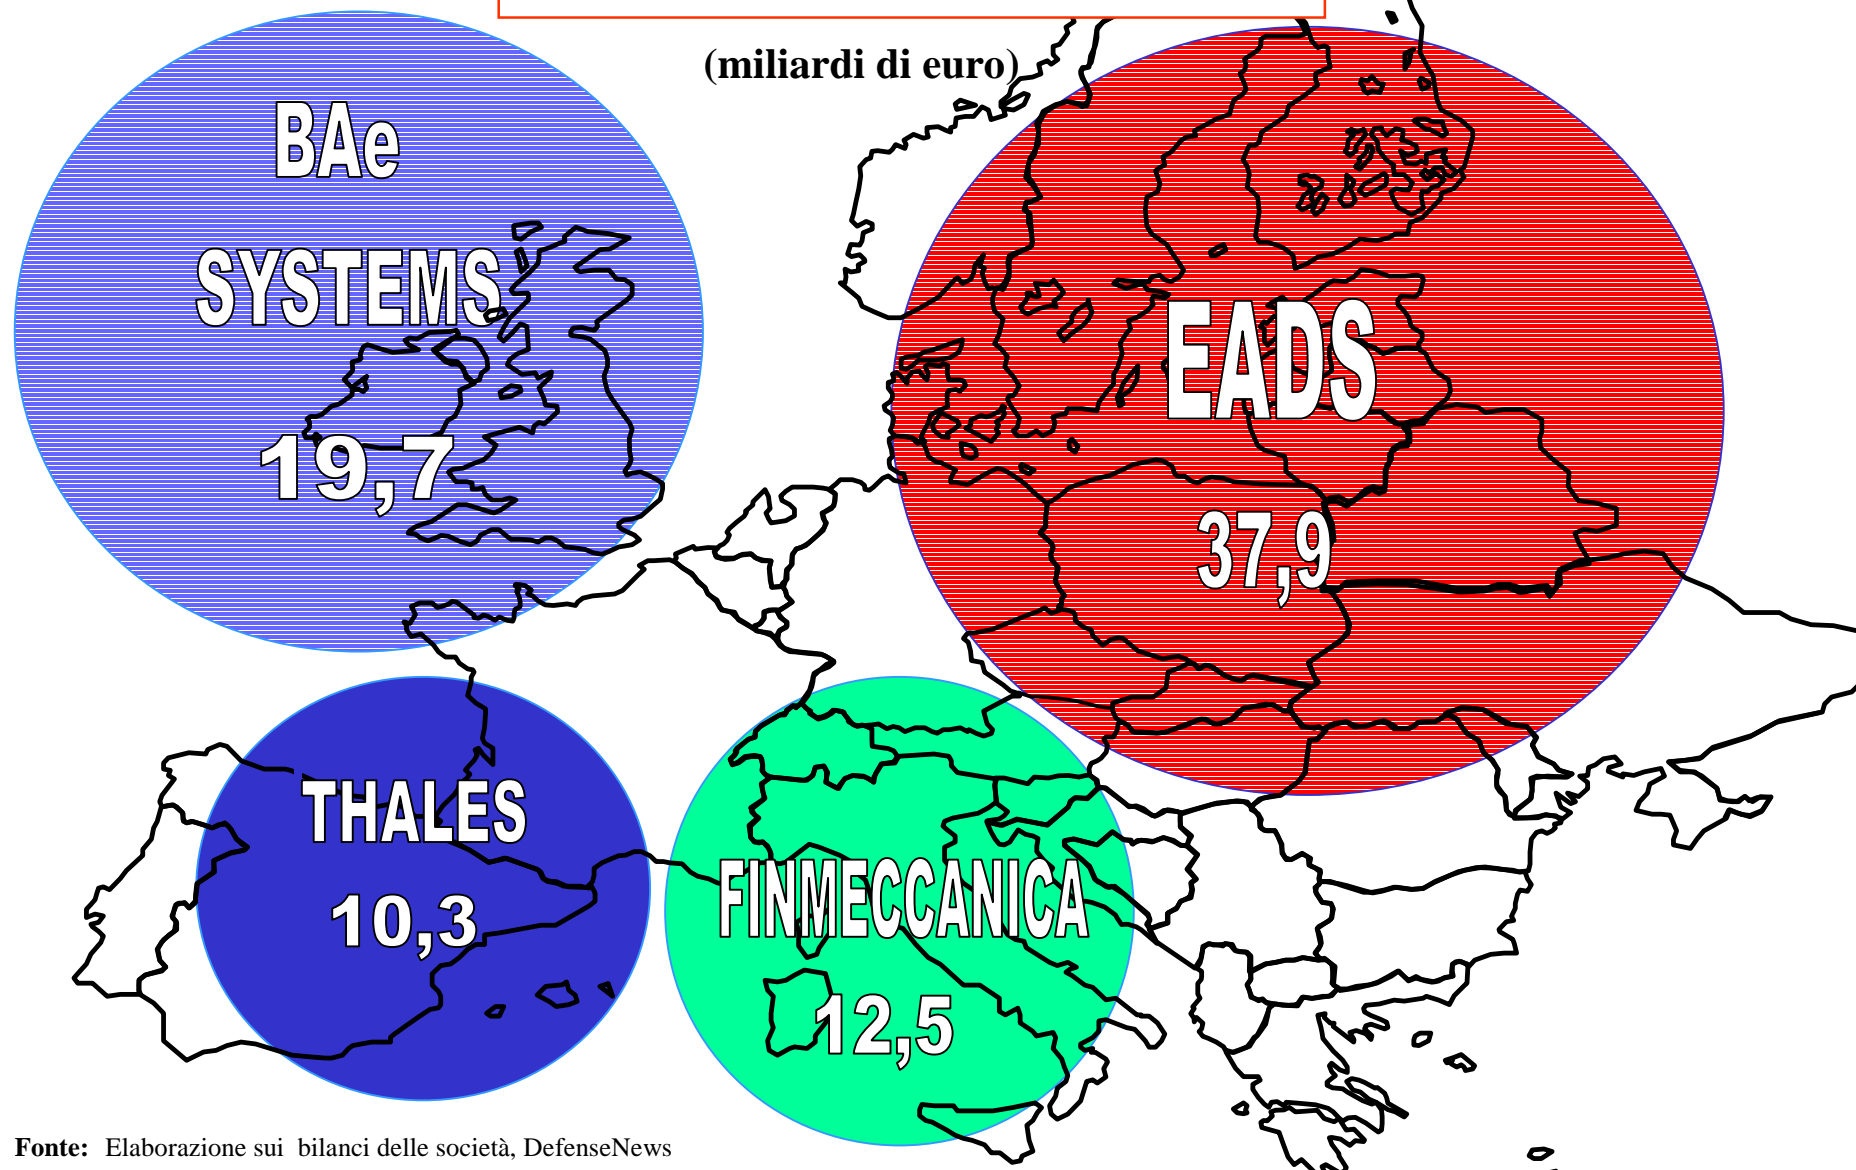 (miliardi di euro)
BAe
SYSTEMS
19,7
EADS
37,9
THALES
10,3
FINMECCANICA
12,5
Fonte: Elaborazione sui bilanci delle società, DefenseNews